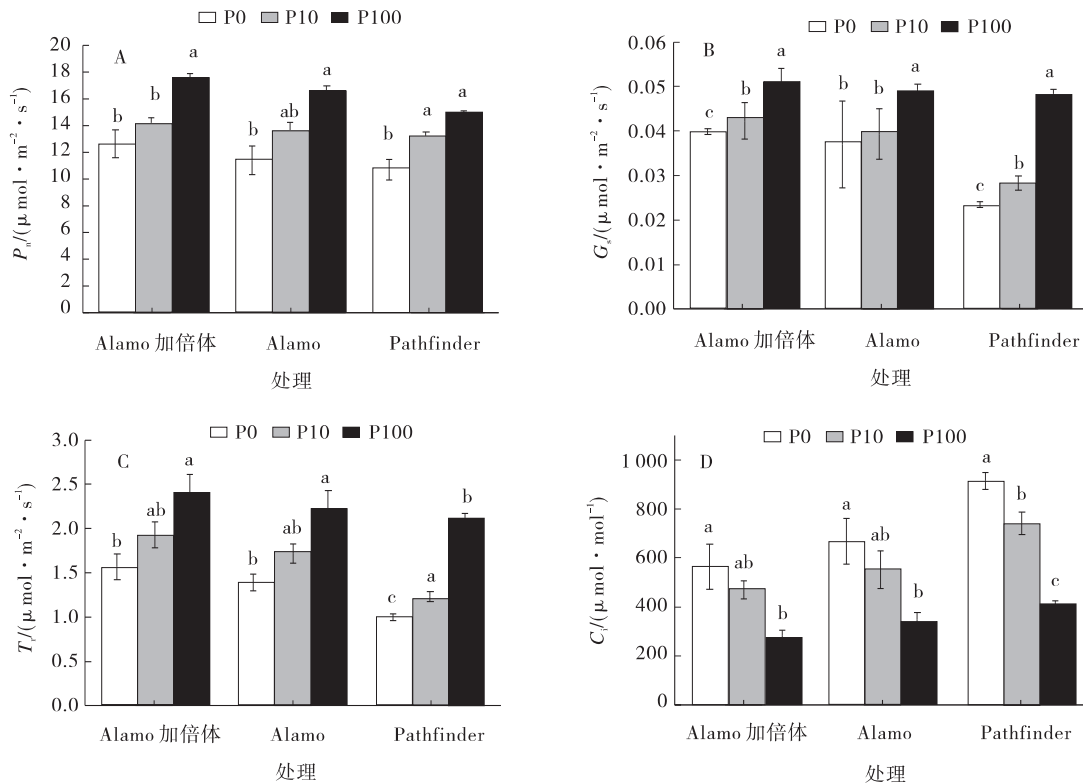 P0 P10 P100
A
20
18
16
14
12
10
8
6
4
2
0
Pn/(μmol·m⁻²·s⁻¹)
b b a
b ab a
b a a
Alamo 加倍体 Alamo Pathfinder
处理
P0 P10 P100
B
0.06
0.05
0.04
0.03
0.02
0.01
0.00
Gs/(μmol·m⁻²·s⁻¹)
c b a
b b a
c b a
Alamo 加倍体 Alamo Pathfinder
处理
P0 P10 P100
C
3.0
2.5
2.0
1.5
1.0
0.5
0.0
Tr/(μmol·m⁻²·s⁻¹)
b ab a
b ab a
c a b
Alamo 加倍体 Alamo Pathfinder
处理
P0 P10 P100
D
1 000
800
600
400
200
0
Ci/(μmol·mol⁻¹)
a ab b
a ab b
a b c
Alamo 加倍体 Alamo Pathfinder
处理